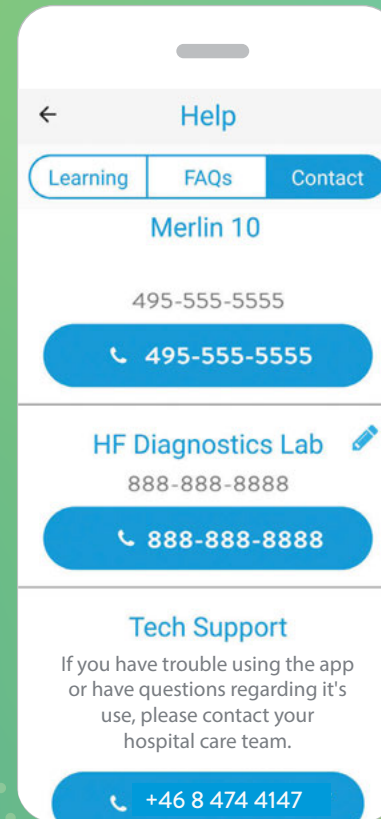 Help
Learning FAQs Contact
Merlin 10
495-555-5555
495-555-5555
HF Diagnostics Lab
888-888-8888
888-888-8888
Tech Support
If you have trouble using the app
or have questions regarding it's
use, please contact your
hospital care team.
+46 8 474 4147